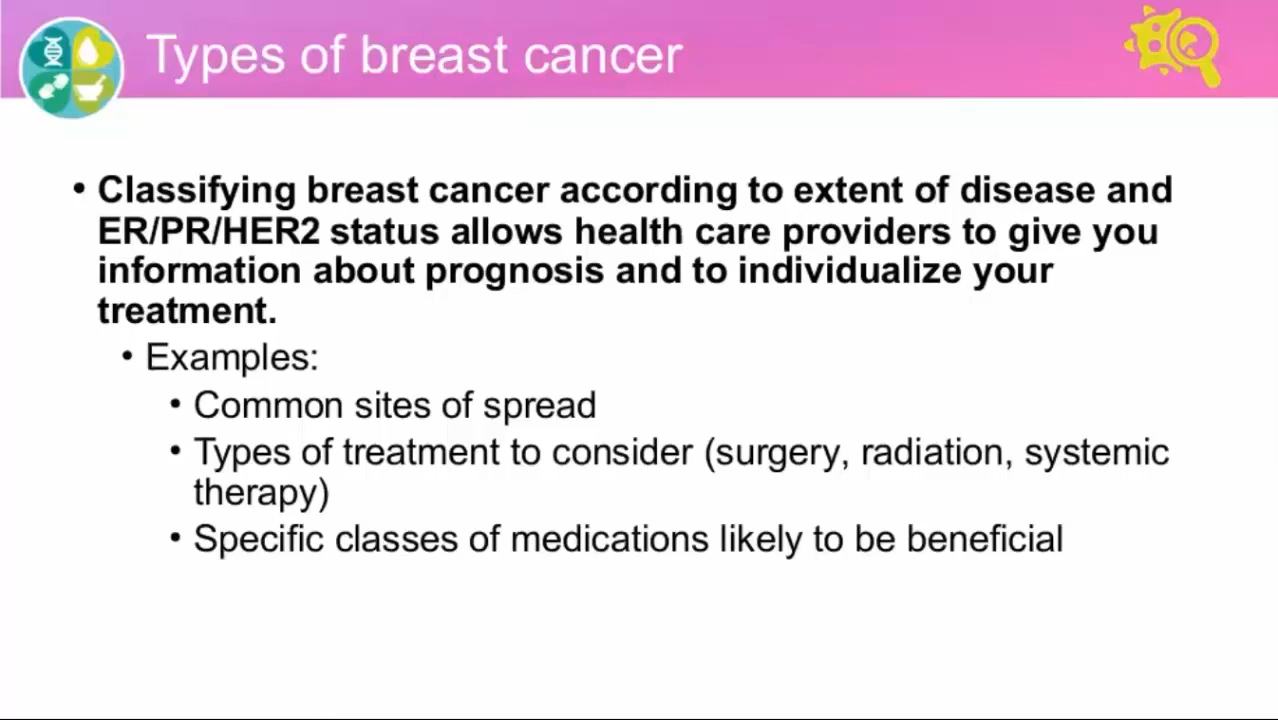 Types of breast cancer
• Classifying breast cancer according to extent of disease and
ER/PR/HER2 status allows health care providers to give you
information about prognosis and to individualize your
treatment.
• Examples:
• Common sites of spread
• Types of treatment to consider (surgery, radiation, systemic
therapy)
• Specific classes of medications likely to be beneficial